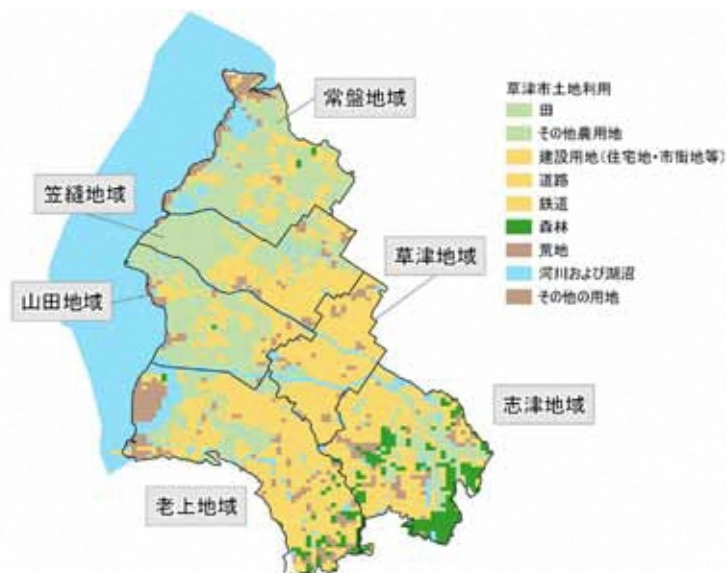 常盤地域
笠縫地域
草津地域
山田地域
志津地域
老上地域
草津市土地利用
田
その他農用地
建設用地(住宅地・市街地等)
道路
鉄道
森林
荒地
河川および湖沼
その他の用地